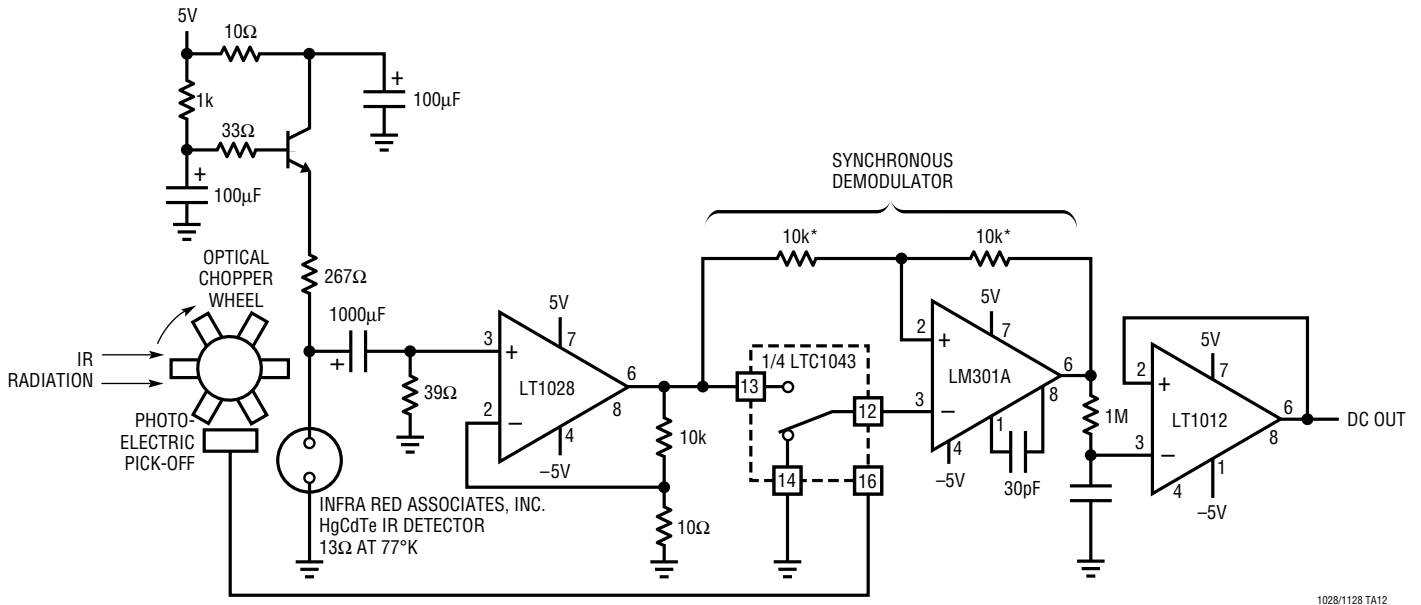 5V
10Ω
1k
+
100µF
33Ω
+
100µF
267Ω
OPTICAL
CHOPPER
WHEEL
IR
RADIATION
PHOTO-
ELECTRIC
PICK-OFF
1000µF
+
39Ω
INFRA RED ASSOCIATES, INC.
HgCdTe IR DETECTOR
13Ω AT 77°K
5V
7
3
+
LT1028
6
8
2
–
4
–5V
10k
10Ω
SYNCHRONOUS
DEMODULATOR
10k*
10k*
1/4 LTC1043
13
12
14
16
5V
7
2
+
LM301A
6
8
3
–
1
4
–5V
30pF
1M
5V
7
2
+
LT1012
6
8
3
–
1
4
–5V
DC OUT
1028/1128 TA12